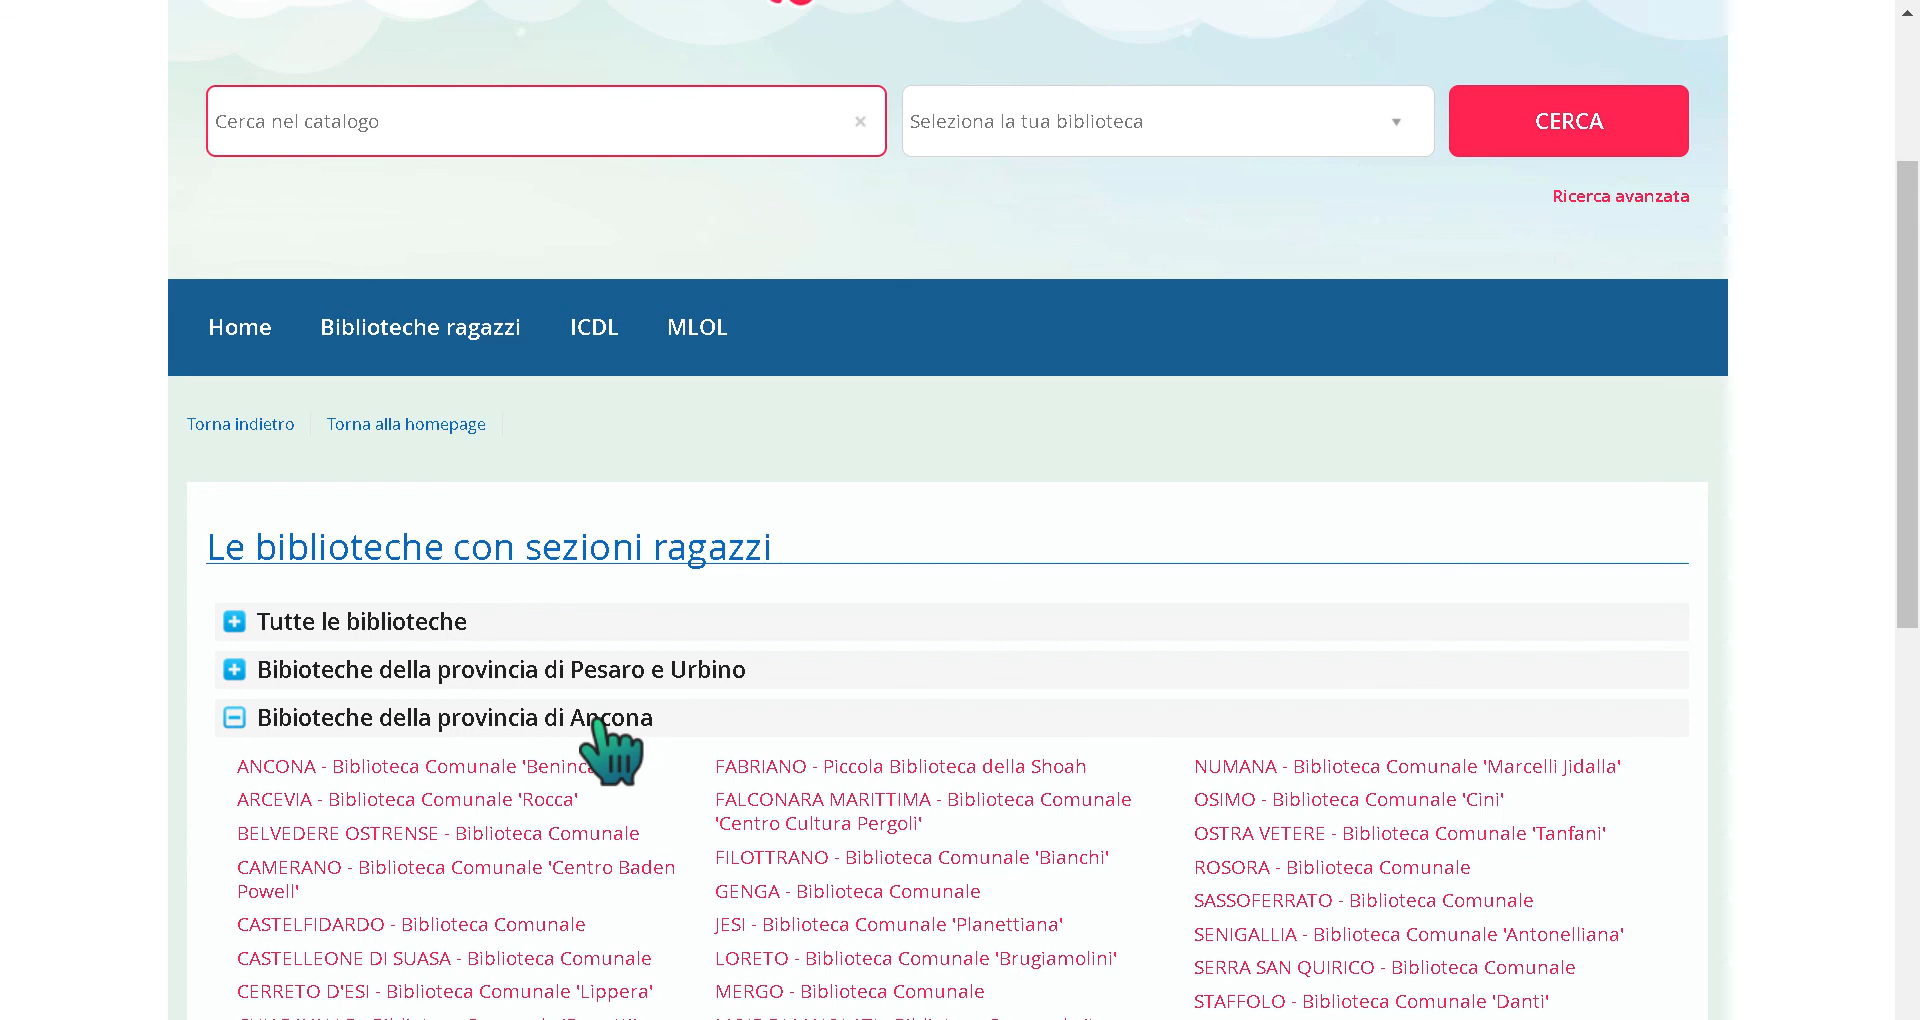 Cerca nel catalogo
×
Seleziona la tua biblioteca
CERCA
Ricerca avanzata
Home
Biblioteche ragazzi
ICDL
MLOL
Torna indietro
Torna alla homepage
Le biblioteche con sezioni ragazzi
Tutte le biblioteche
Bibioteche della provincia di Pesaro e Urbino
Bibioteche della provincia di Ancona
ANCONA - Biblioteca Comunale
ARCEVIA - Biblioteca Comunale 'Rocca'
BELVEDERE OSTRENSE - Biblioteca Comunale
CAMERANO - Biblioteca Comunale 'Centro Baden
Powell'
CASTELFIDARDO - Biblioteca Comunale
CASTELLEONE DI SUASA - Biblioteca Comunale
CERRETO D'ESI - Biblioteca Comunale 'Lippera'
FABRIANO - Piccola Biblioteca della Shoah
FALCONARA MARITTIMA - Biblioteca Comunale
'Centro Cultura Pergoli'
FILOTTRANO - Biblioteca Comunale 'Bianchi'
GENGA - Biblioteca Comunale
JESI - Biblioteca Comunale 'Planettiana'
LORETO - Biblioteca Comunale 'Brugiamolini'
MERGO - Biblioteca Comunale
NUMANA - Biblioteca Comunale 'Marcelli Jidalla'
OSIMO - Biblioteca Comunale 'Cini'
OSTRA VETERE - Biblioteca Comunale 'Tanfani'
ROSORA - Biblioteca Comunale
SASSOFERRATO - Biblioteca Comunale
SENIGALLIA - Biblioteca Comunale 'Antonelliana'
SERRA SAN QUIRICO - Biblioteca Comunale
STAFFOLO - Biblioteca Comunale 'Danti'